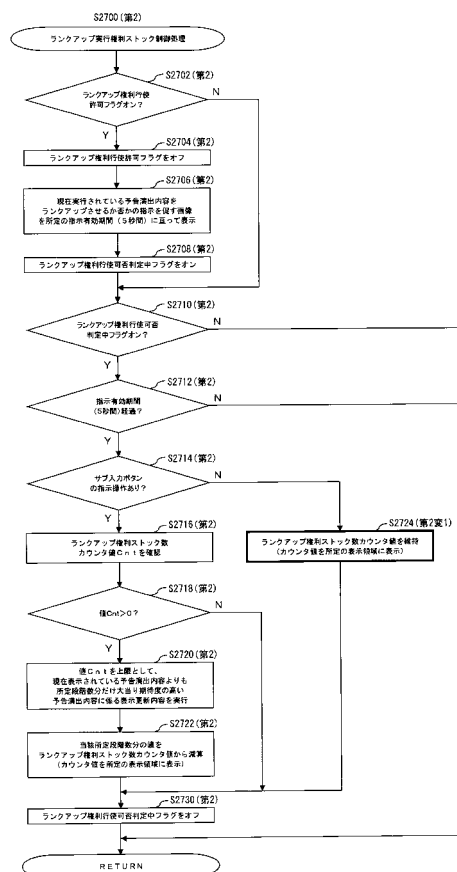 S2700(第2)
ランクアップ実行権利ストック制御処理
S2702(第2)
ランクアップ権利行使
許可フラグオン?
N
Y
S2704(第2)
ランクアップ権利行使許可フラグをオフ
S2706(第2)
現在実行されている予告演出内容を
ランクアップさせるか否かの指示を促す画像
を所定の指示有効期間(5秒間)に亘って表示
S2708(第2)
ランクアップ権利行使可否判定中フラグをオン
S2710(第2)
ランクアップ権利行使可否
判定中フラグオン?
N
Y
S2712(第2)
指示有効期間
(5秒間)経過?
N
Y
S2714(第2)
サブ入力ボタン
の指示操作あり?
N
Y
S2716(第2)
ランクアップ権利ストック数
カウンタ値Cntを確認
S2724(第2変1)
ランクアップ権利ストック数カウンタ値を維持
(カウンタ値を所定の表示領域に表示)
S2718(第2)
値Cnt>0?
N
Y
S2720(第2)
値Cntを上限として、
現在表示されている予告演出内容よりも
所定段階数分だけ大当り期待度の高い
予告演出内容に係る表示更新内容を実行
S2722(第2)
当該所定段階数分の値を
ランクアップ権利ストック数カウンタ値から減算
(カウンタ値を所定の表示領域に表示)
S2730(第2)
ランクアップ権利行使可否判定中フラグをオフ
RETURN